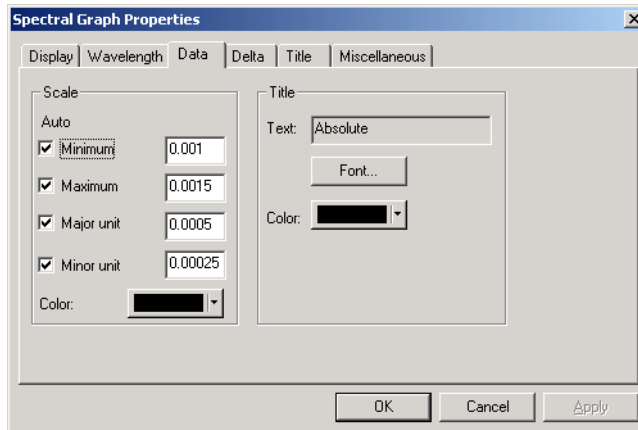 Spectral Graph Properties
Display Wavelength Data Delta Title Miscellaneous
Scale
Auto
Minimum 0.001
Maximum 0.0015
Major unit 0.0005
Minor unit 0.00025
Color:
Title
Text: Absolute
Font...
Color:
OK Cancel Apply